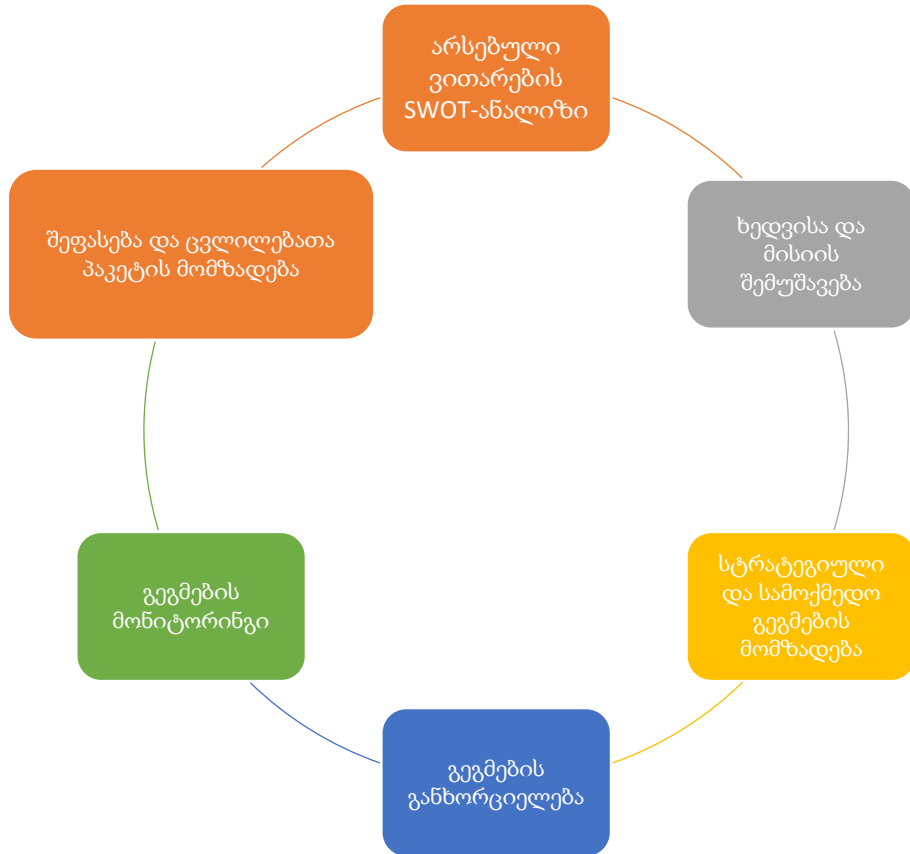 არსებული
ვითარების
SWOT-ანალიზი
ხედვისა და
მისიის
შემუშავება
სტრატეგიული
და სამოქმედო
გეგმების
მომზადება
გეგმების
განხორციელება
გეგმების
მონიტორინგი
შეფასება და ცვლილებათა
პაკეტის მომზადება